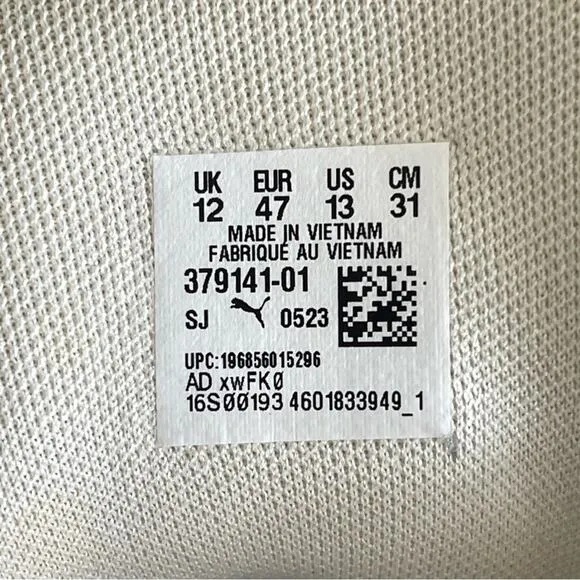 UK EUR US CM
12 47 13 31
MADE IN VIETNAM
FABRIQUÉ AU VIETNAM
379141-01
SJ 0523
UPC:196856015296
AD xwFK0
16S00193 4601833949_1